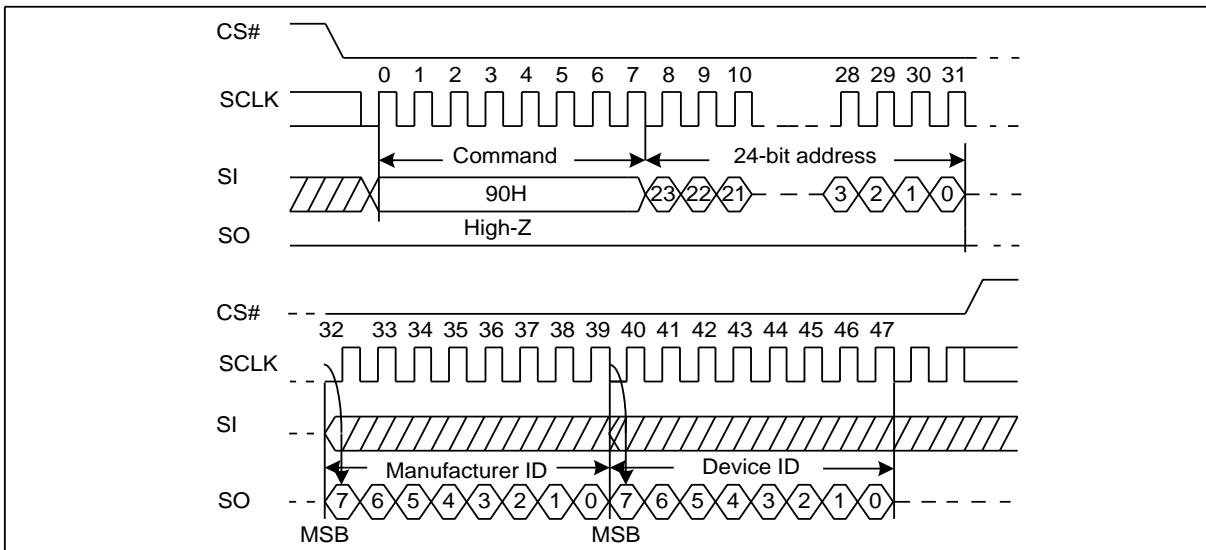 CS#
0 1 2 3 4 5 6 7 8 9 10 28 29 30 31
SCLK
Command 24-bit address
SI
90H 23 22 21 3 2 1 0
High-Z
SO
CS#
32 33 34 35 36 37 38 39 40 41 42 43 44 45 46 47
SCLK
SI
Manufacturer ID Device ID
SO 7 6 5 4 3 2 1 0 7 6 5 4 3 2 1 0
MSB MSB